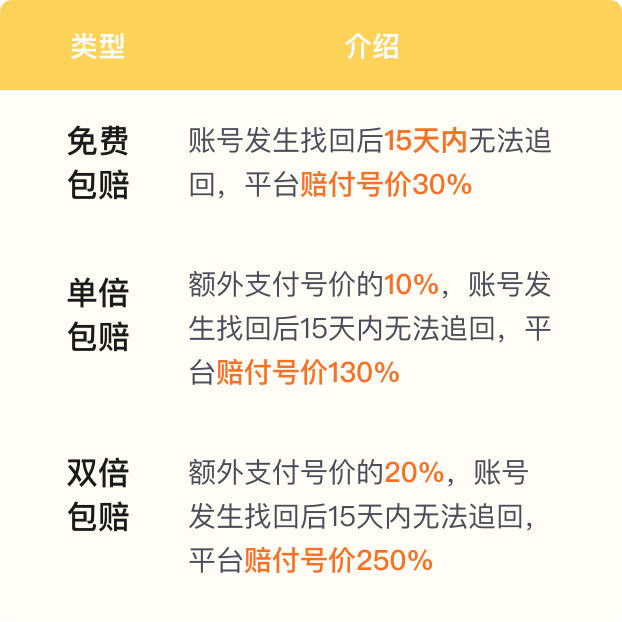 类型 介绍
免费
包赔
账号发生找回后15天内无法追
回，平台赔付号价30%
单倍
包赔
额外支付号价的10%，账号发
生找回后15天内无法追回，平
台赔付号价130%
双倍
包赔
额外支付号价的20%，账号
发生找回后15天内无法追回，
平台赔付号价250%